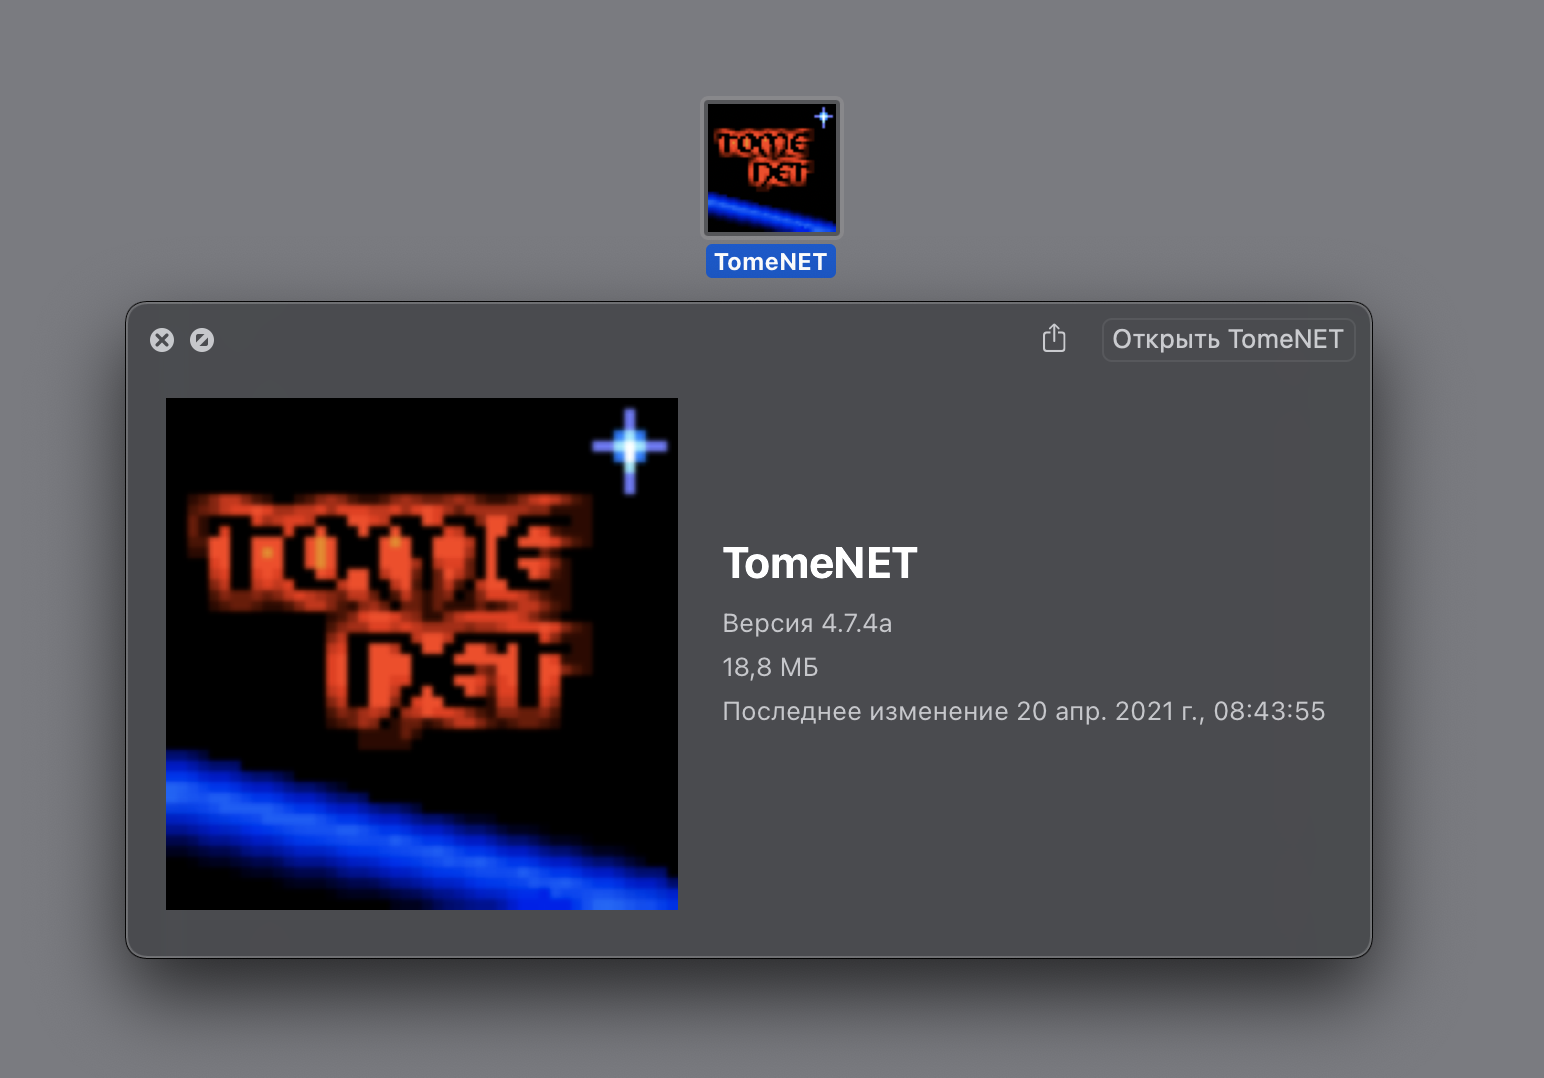 TOME
NET
TomeNET
Открыть TomeNET
TOME
NET
TomeNET
Версия 4.7.4a
18,8 МБ
Последнее изменение 20 апр. 2021 г., 08:43:55